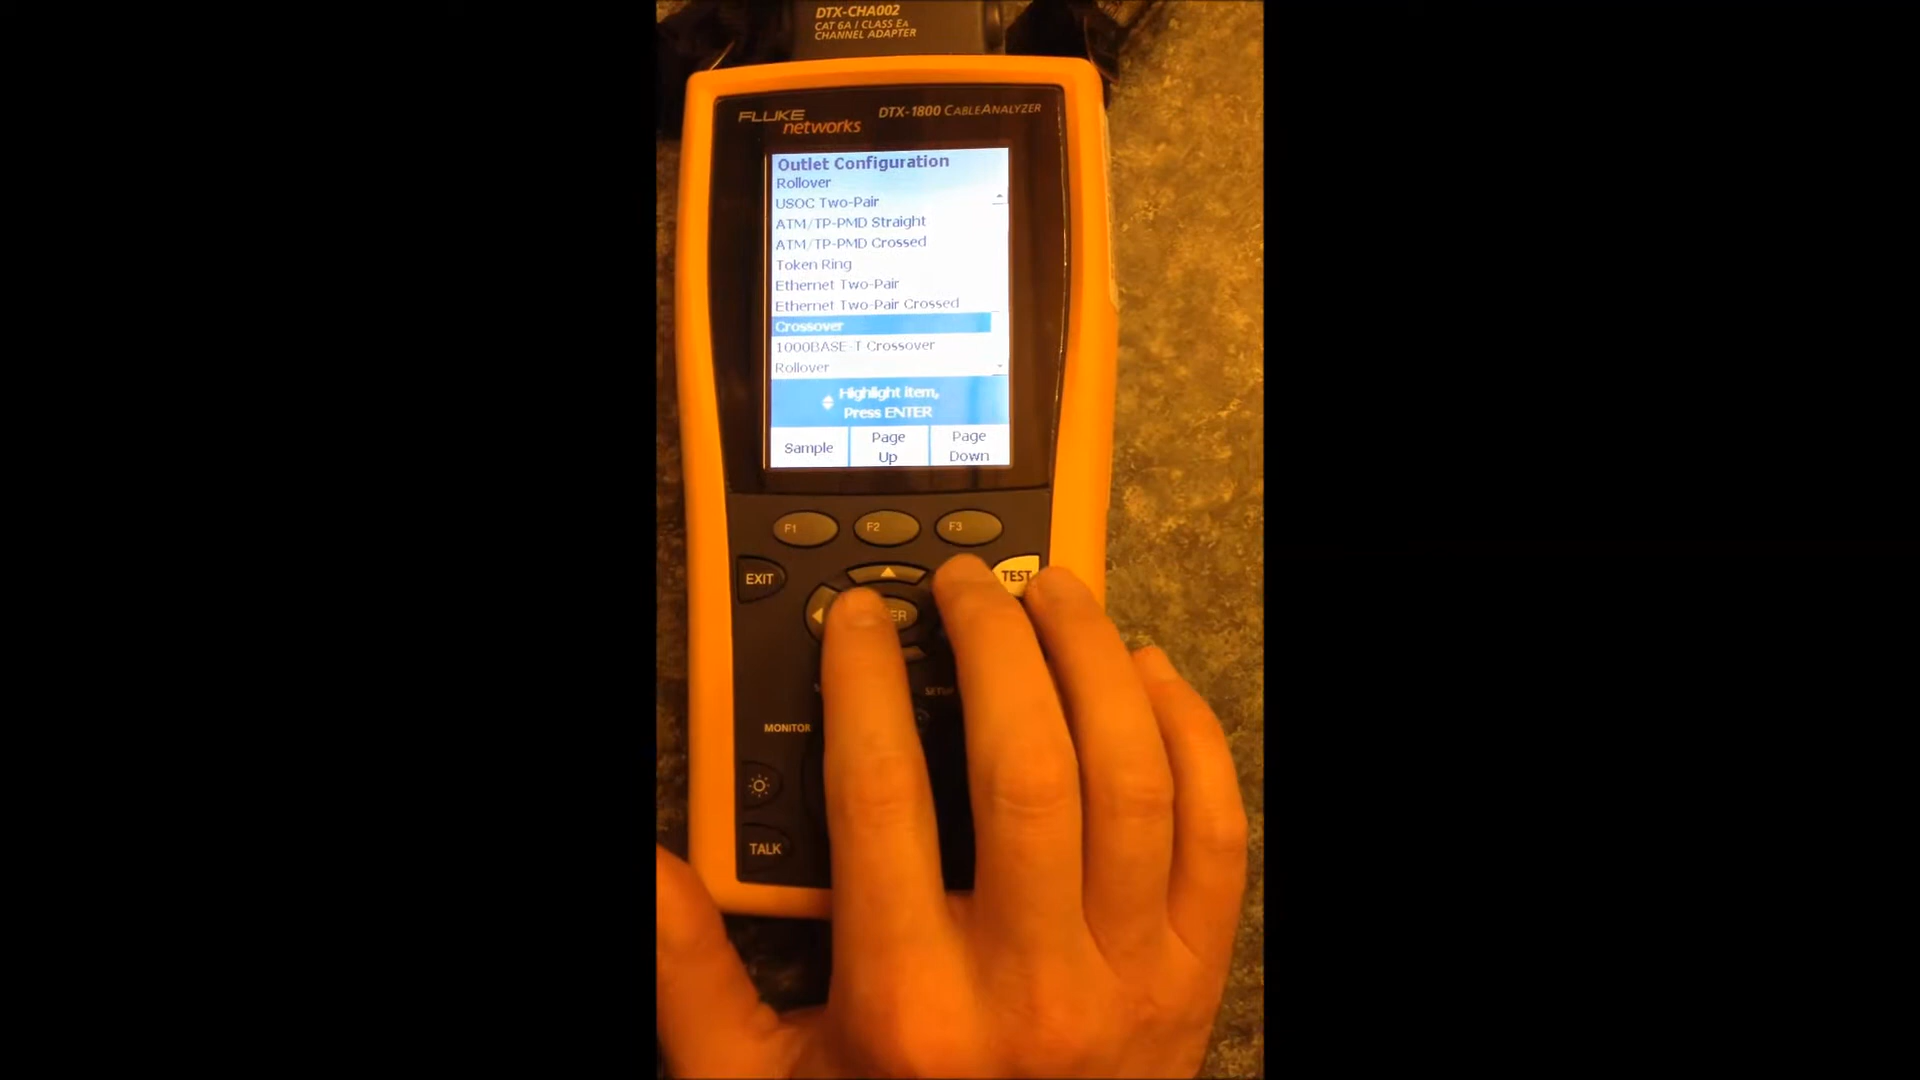 DTX-CHA002
CAT 6A / CLASS EA
CHANNEL ADAPTER
FLUKE
networks
DTX-1800 CABLEANALYZER
Outlet Configuration
Rollover
USOC Two-Pair
ATM/TP-PMD Straight
ATM/TP-PMD Crossed
Token Ring
Ethernet Two-Pair
Ethernet Two-Pair Crossed
Crossover
1000BASE-T Crossover
Rollover
Highlight item,
Press ENTER
Sample
Page
Up
Page
Down
F1
F2
F3
EXIT
TEST
ER
SETUP
MONITOR
TALK